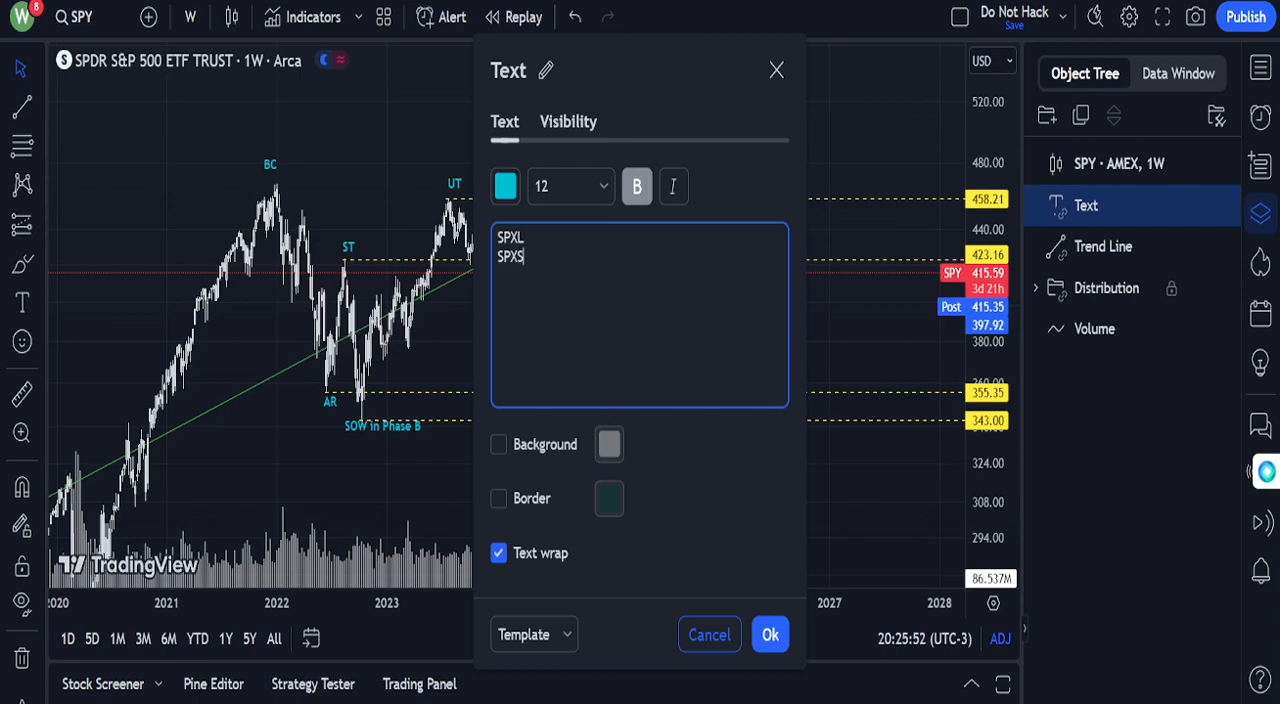 W 8 SPY W Indicators Alert Replay Do Not Hack Save Publish
S SPDR S&P 500 ETF TRUST · 1W · Arca
USD
520.00
480.00
458.21
440.00
423.16
SPY 415.59
3d 21h
Post 415.35
397.92
380.00
355.35
343.00
324.00
308.00
294.00
86.537M
BC
UT
ST
AR
SOW in Phase B
TradingView
2020 2021 2022 2023 2027 2028
1D 5D 1M 3M 6M YTD 1Y 5Y All 20:25:52 (UTC-3) ADJ
Stock Screener Pine Editor Strategy Tester Trading Panel
Text
Text Visibility
12 B I
SPXL
SPXS
Background
Border
Text wrap
Template Cancel Ok
Object Tree Data Window
SPY · AMEX, 1W
Text
Trend Line
Distribution
Volume